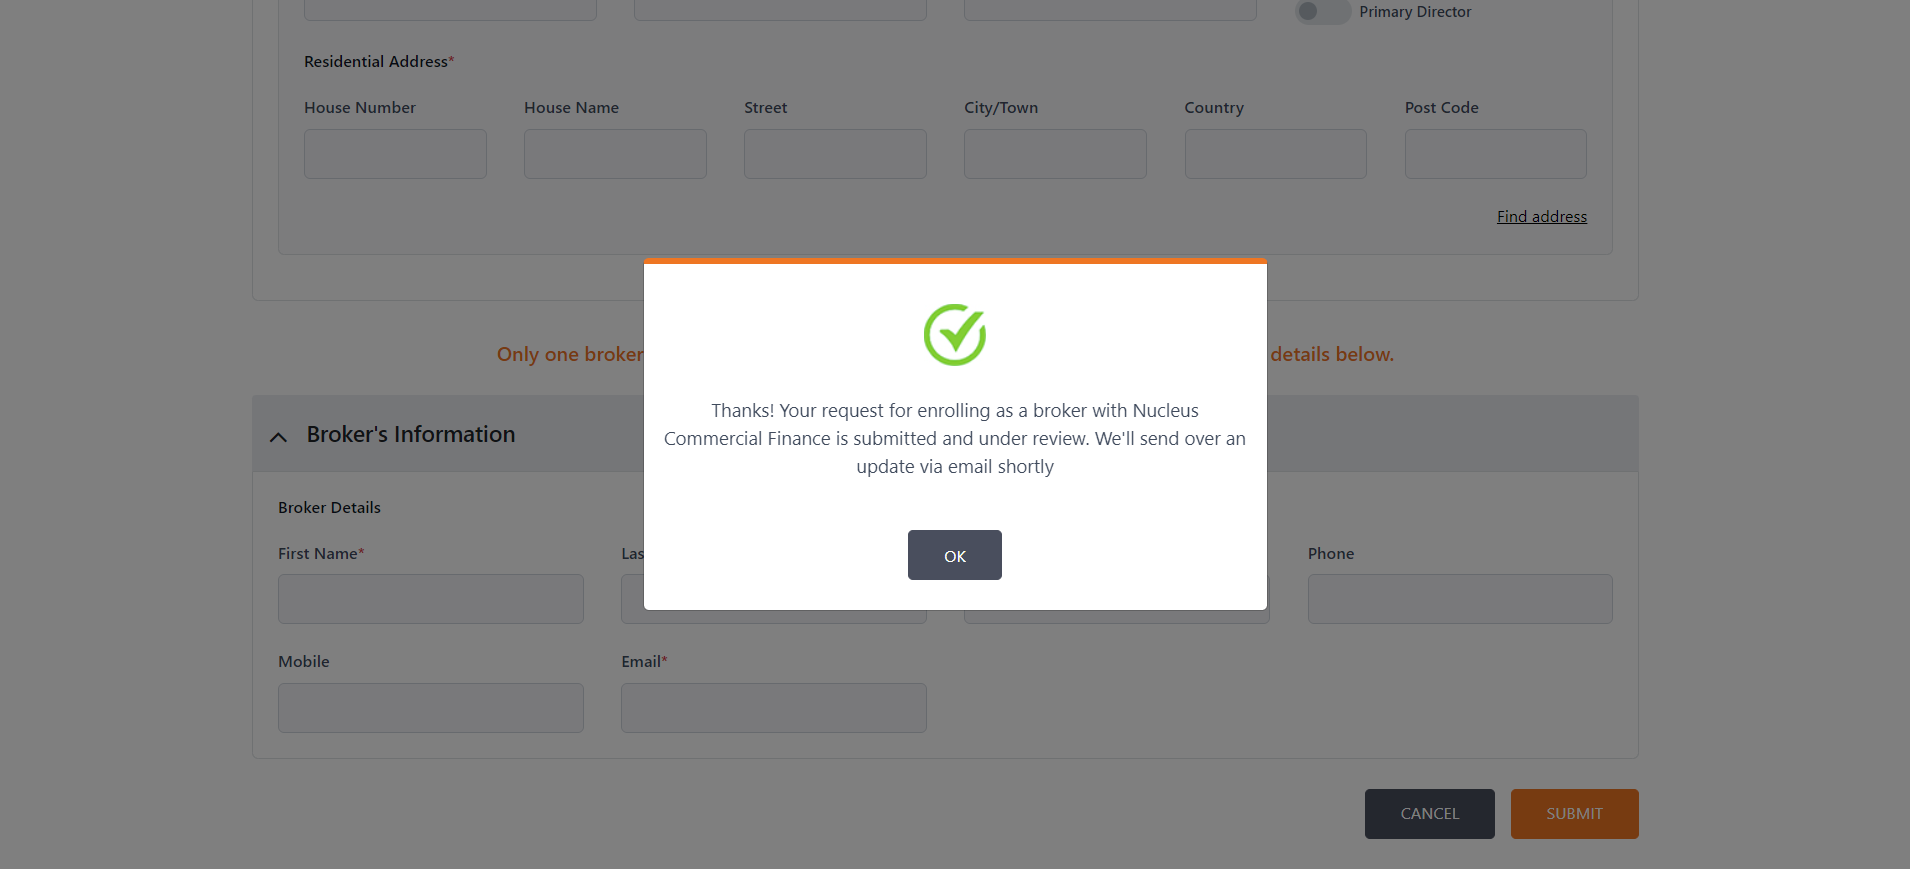 Primary Director
Residential Address*
House Number House Name Street City/Town Country Post Code
Find address
Only one broker details below.
Thanks! Your request for enrolling as a broker with Nucleus
Commercial Finance is submitted and under review. We'll send over an
update via email shortly
OK
Broker's Information
Broker Details
First Name* Las Phone
Mobile Email*
CANCEL SUBMIT